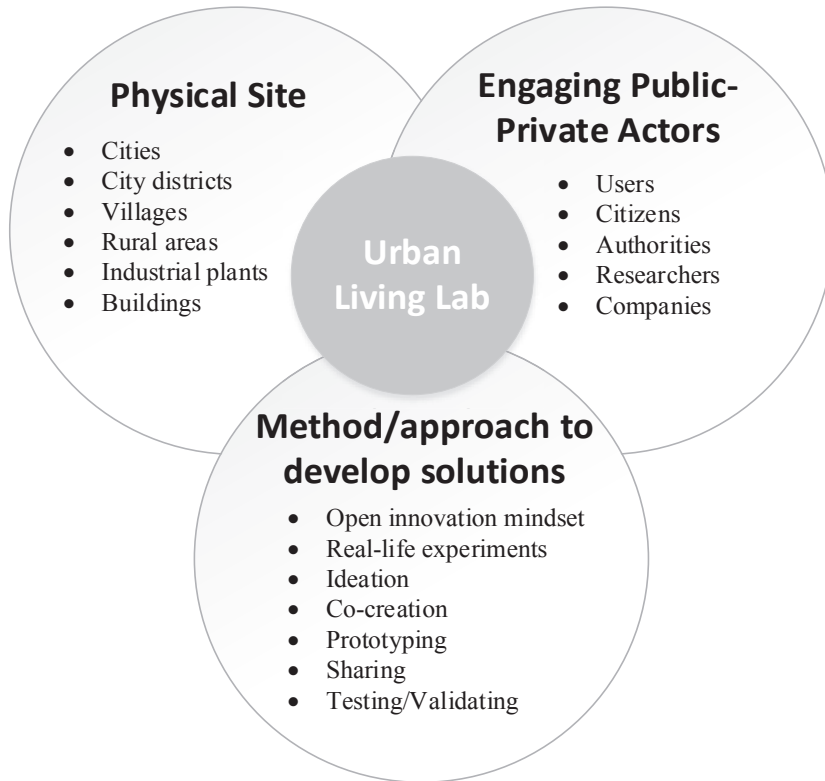 Physical Site
• Cities
• City districts
• Villages
• Rural areas
• Industrial plants
• Buildings
Engaging Public-
Private Actors
• Users
• Citizens
• Authorities
• Researchers
• Companies
Urban
Living Lab
Method/approach to
develop solutions
• Open innovation mindset
• Real-life experiments
• Ideation
• Co-creation
• Prototyping
• Sharing
• Testing/Validating